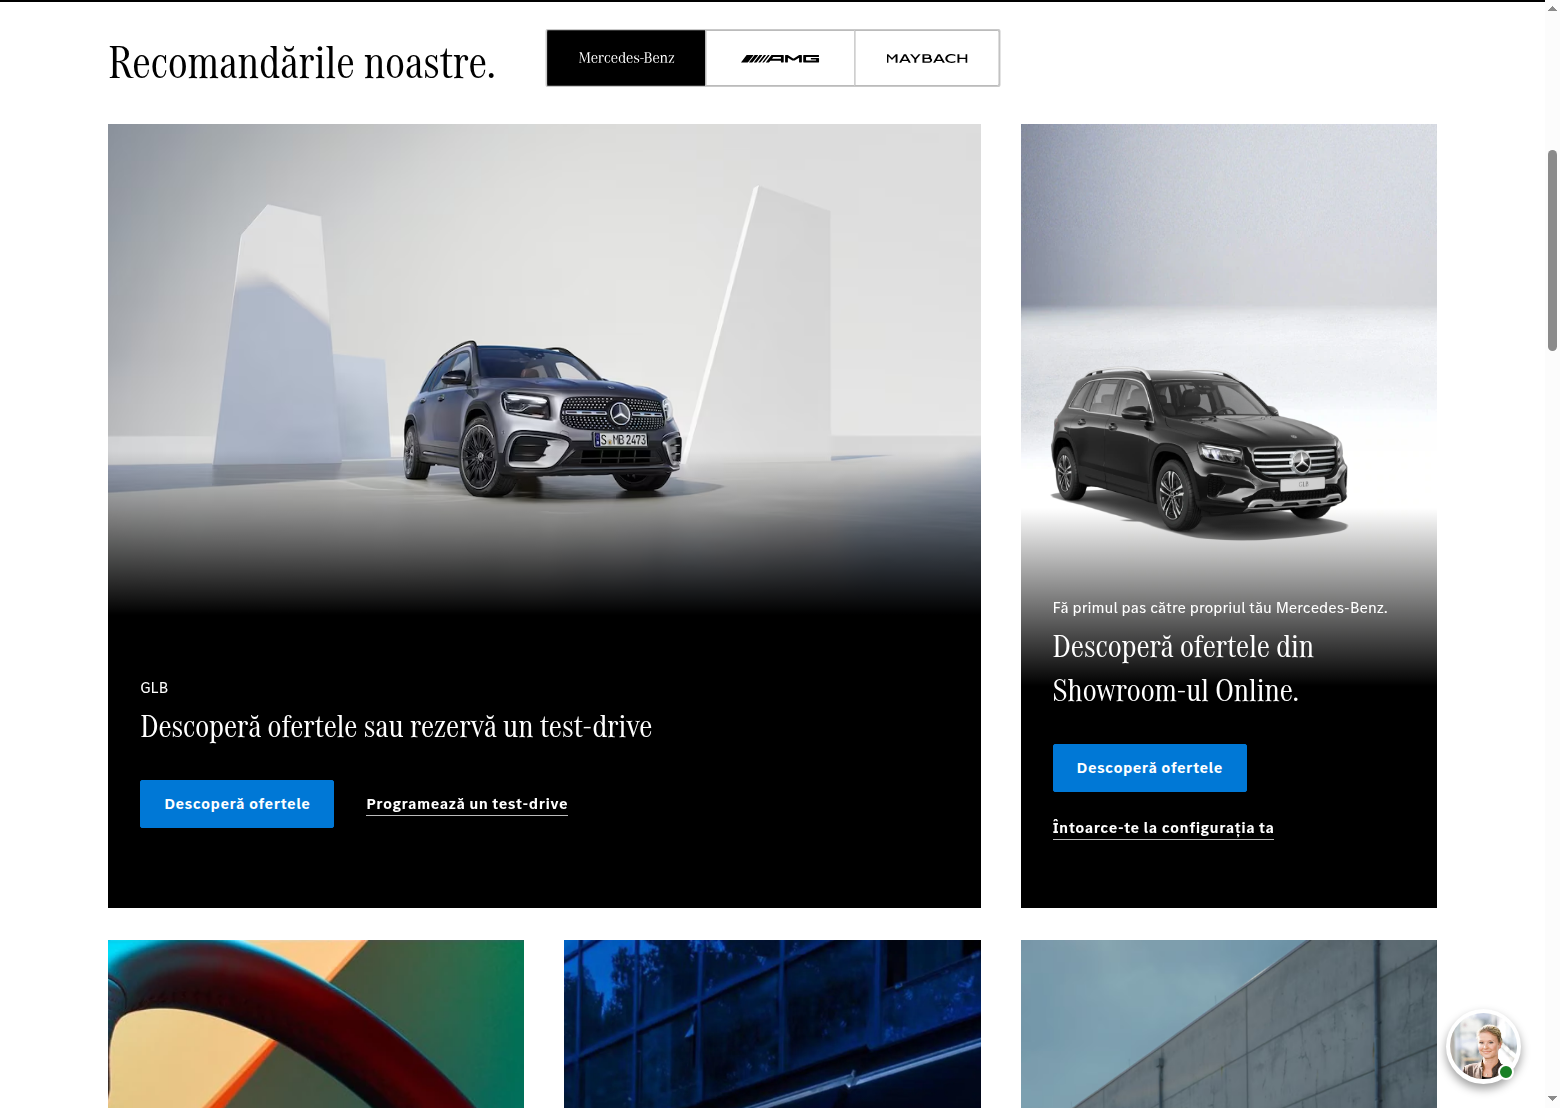 Recomandările noastre.
Mercedes-Benz
AMG
MAYBACH
S·MB 2473
GLB
Descoperă ofertele sau rezervă un test-drive
Descoperă ofertele
Programează un test-drive
GLB
Fă primul pas către propriul tău Mercedes-Benz.
Descoperă ofertele din
Showroom-ul Online.
Descoperă ofertele
Întoarce-te la configurația ta